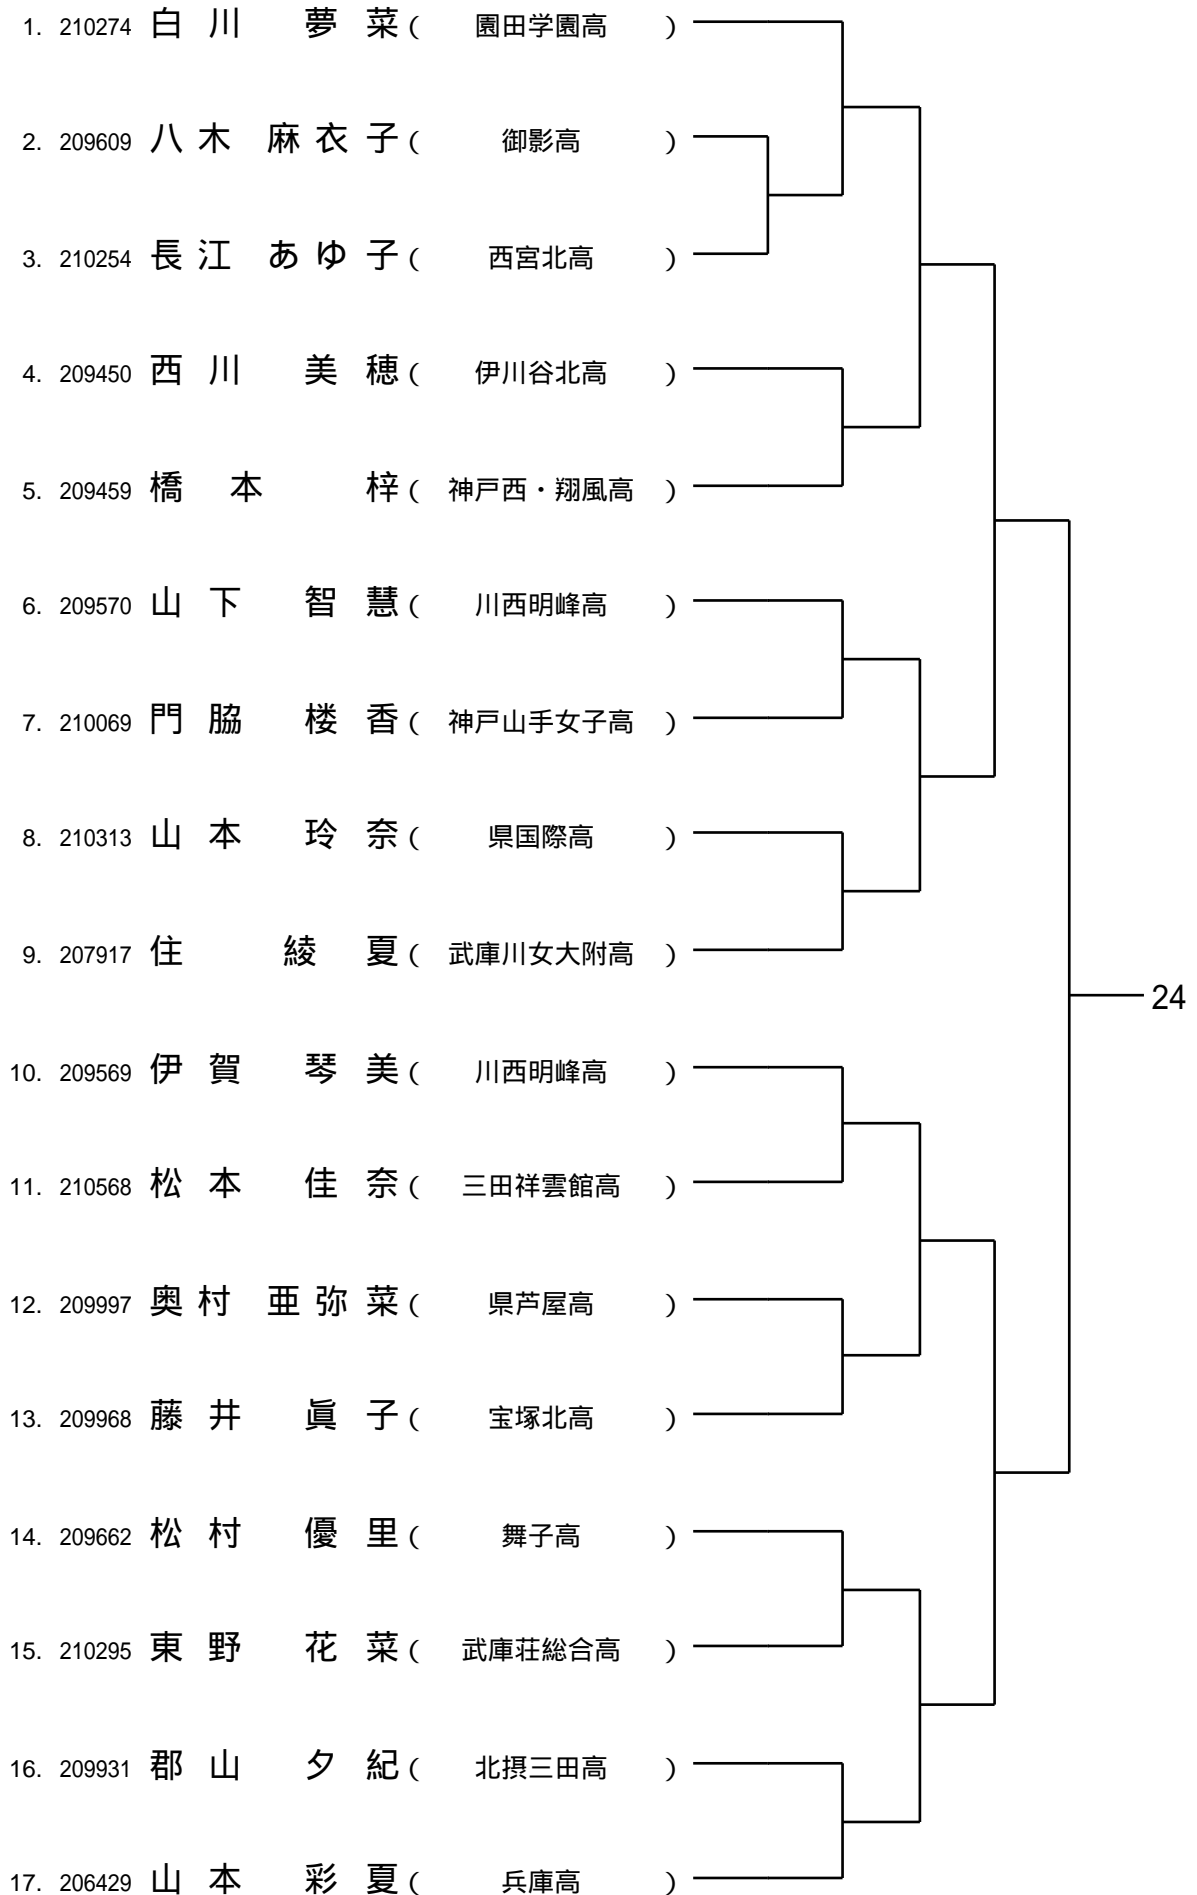 1. 210274 白川 夢菜 ( 園田学園高 )
2. 209609 八木 麻衣子 ( 御影高 )
3. 210254 長江 あゆ子 ( 西宮北高 )
4. 209450 西川 美穂 ( 伊川谷北高 )
5. 209459 橋本 梓 ( 神戸西・翔風高 )
6. 209570 山下 智慧 ( 川西明峰高 )
7. 210069 門脇 楼香 ( 神戸山手女子高 )
8. 210313 山本 玲奈 ( 県国際高 )
9. 207917 住 綾夏 ( 武庫川女大附高 )
24
10. 209569 伊賀 琴美 ( 川西明峰高 )
11. 210568 松本 佳奈 ( 三田祥雲館高 )
12. 209997 奥村 亜弥菜 ( 県芦屋高 )
13. 209968 藤井 眞子 ( 宝塚北高 )
14. 209662 松村 優里 ( 舞子高 )
15. 210295 東野 花菜 ( 武庫荘総合高 )
16. 209931 郡山 夕紀 ( 北摂三田高 )
17. 206429 山本 彩夏 ( 兵庫高 )